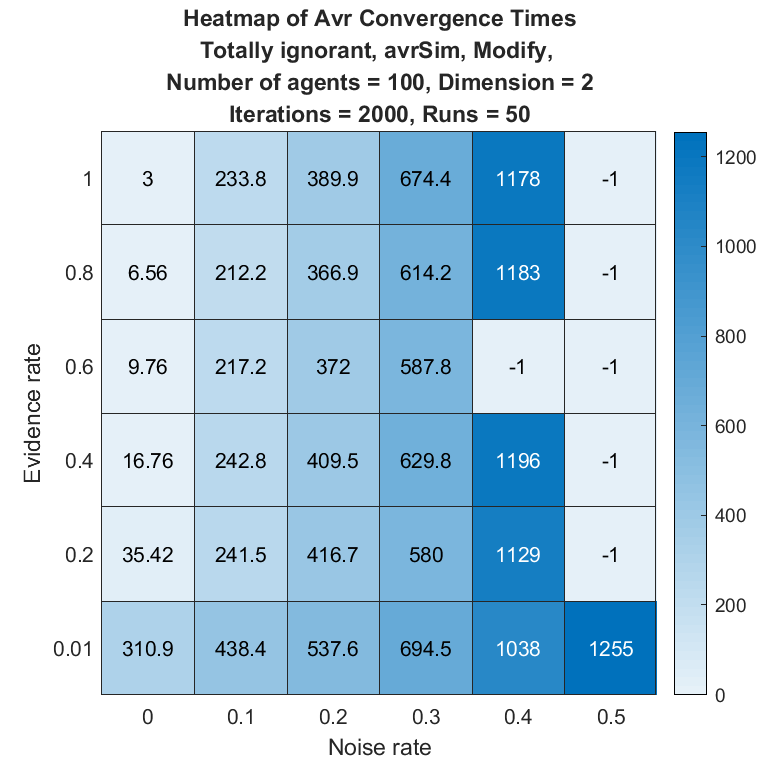 Heatmap of Avr Convergence Times
Totally ignorant, avrSim, Modify,
Number of agents = 100, Dimension = 2
Iterations = 2000, Runs = 50
1 3 233.8 389.9 674.4 1178 -1
0.8 6.56 212.2 366.9 614.2 1183 -1
0.6 9.76 217.2 372 587.8 -1 -1
0.4 16.76 242.8 409.5 629.8 1196 -1
0.2 35.42 241.5 416.7 580 1129 -1
0.01 310.9 438.4 537.6 694.5 1038 1255
0 0.1 0.2 0.3 0.4 0.5
Noise rate
Evidence rate
1200
1000
800
600
400
200
0